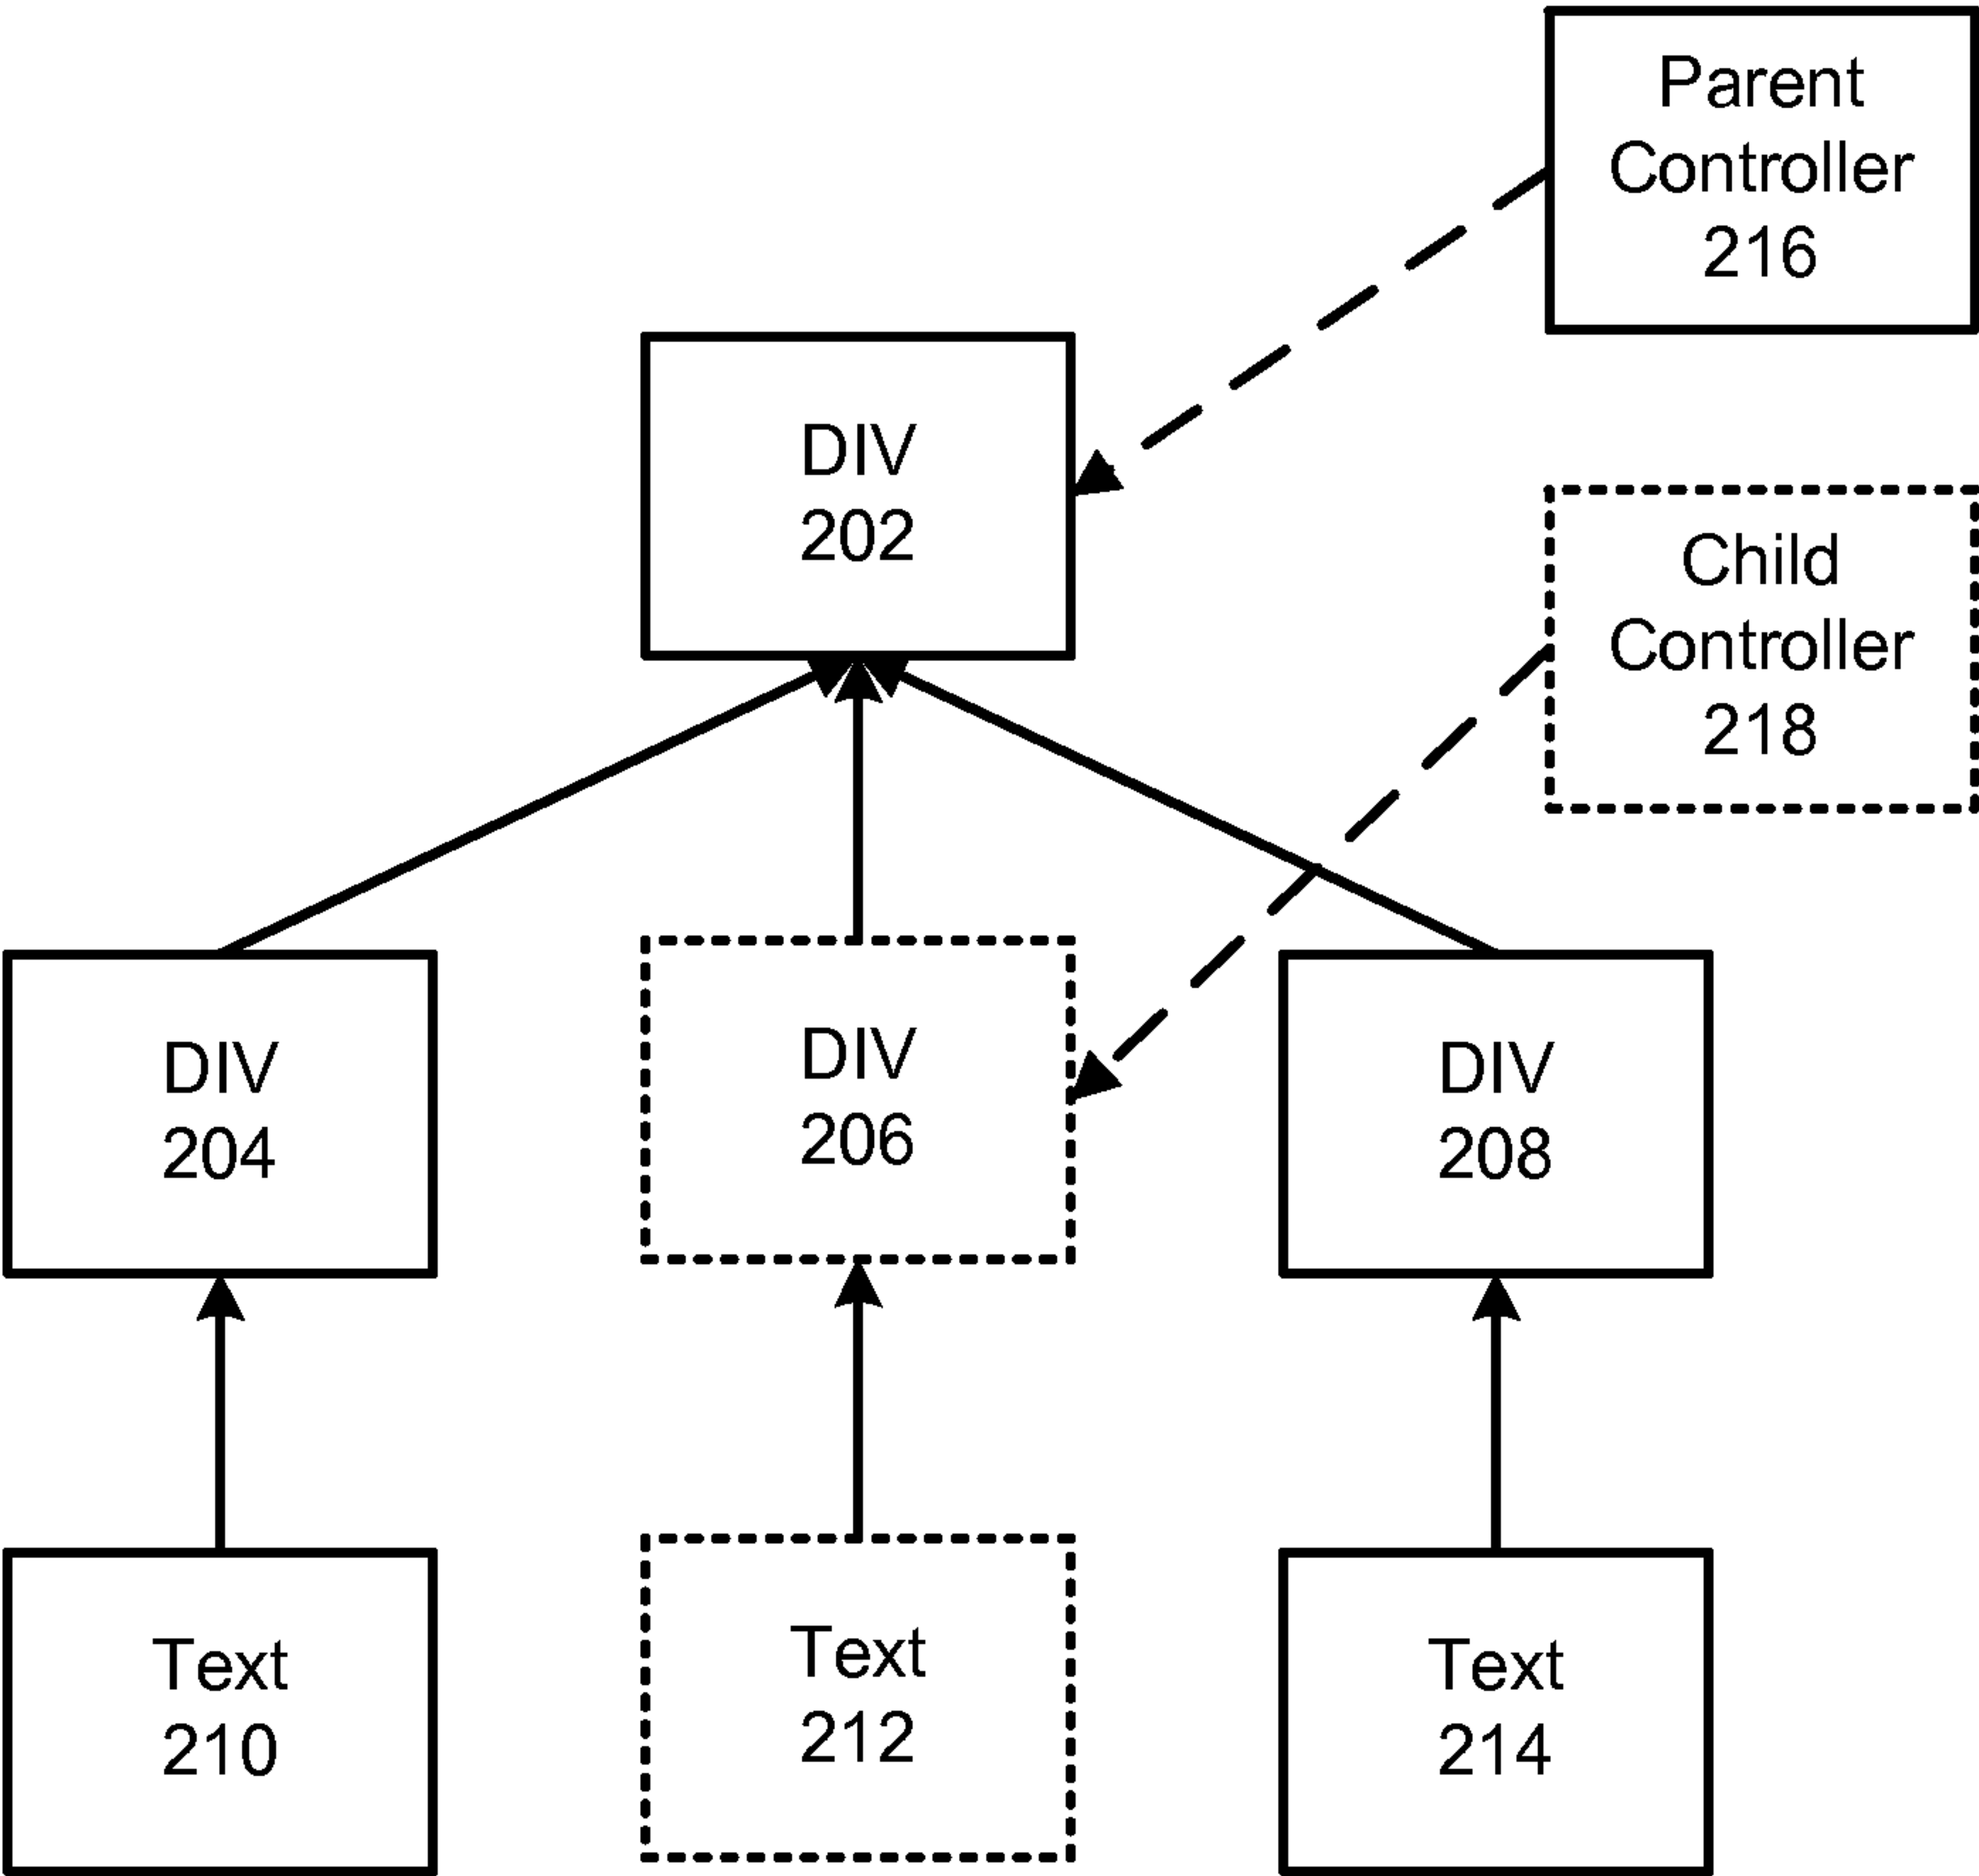 Parent
Controller
216
DIV
202
Child
Controller
218
DIV
204
DIV
206
DIV
208
Text
210
Text
212
Text
214